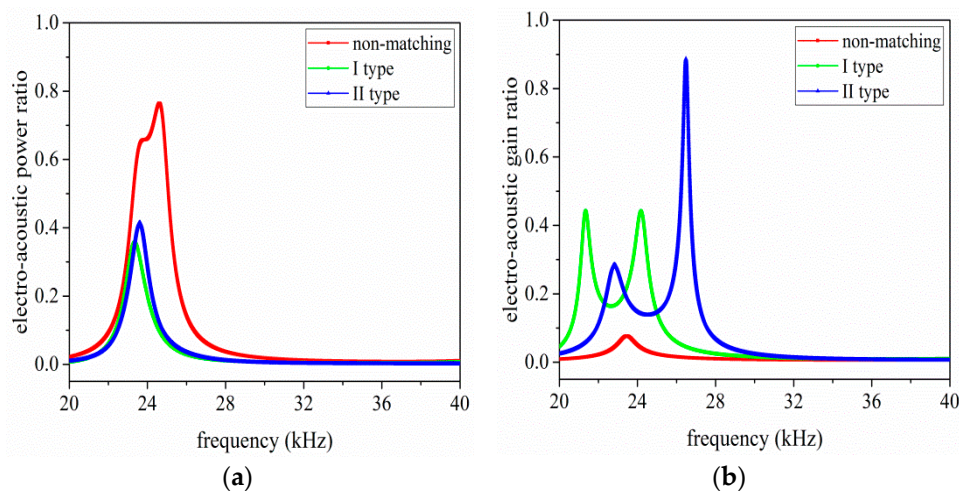 1.0
0.8
0.6
0.4
0.2
0.0
electro-acoustic power ratio
non-matching
I type
II type
20 24 28 32 36 40
frequency (kHz)
(a)
1.0
0.8
0.6
0.4
0.2
0.0
electro-acoustic gain ratio
non-matching
I type
II type
20 24 28 32 36 40
frequency (kHz)
(b)